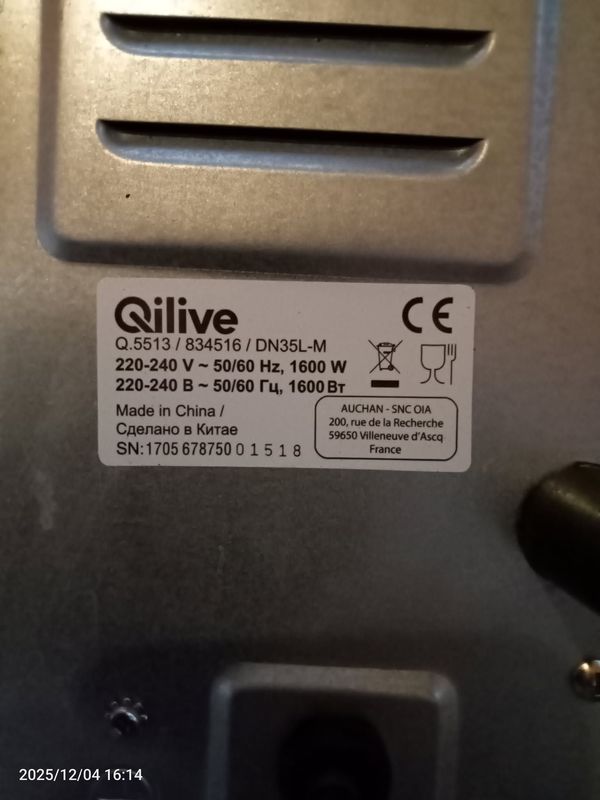 Qilive
CE
Q.5513 / 834516 / DN35L-M
220-240 V ~ 50/60 Hz, 1600 W
220-240 В ~ 50/60 Гц, 1600 Вт
Made in China /
Сделано в Китае
SN:1705 678750 0 1 5 1 8
AUCHAN - SNC OIA
200, rue de la Recherche
59650 Villeneuve d'Ascq
France
2025/12/04 16:14